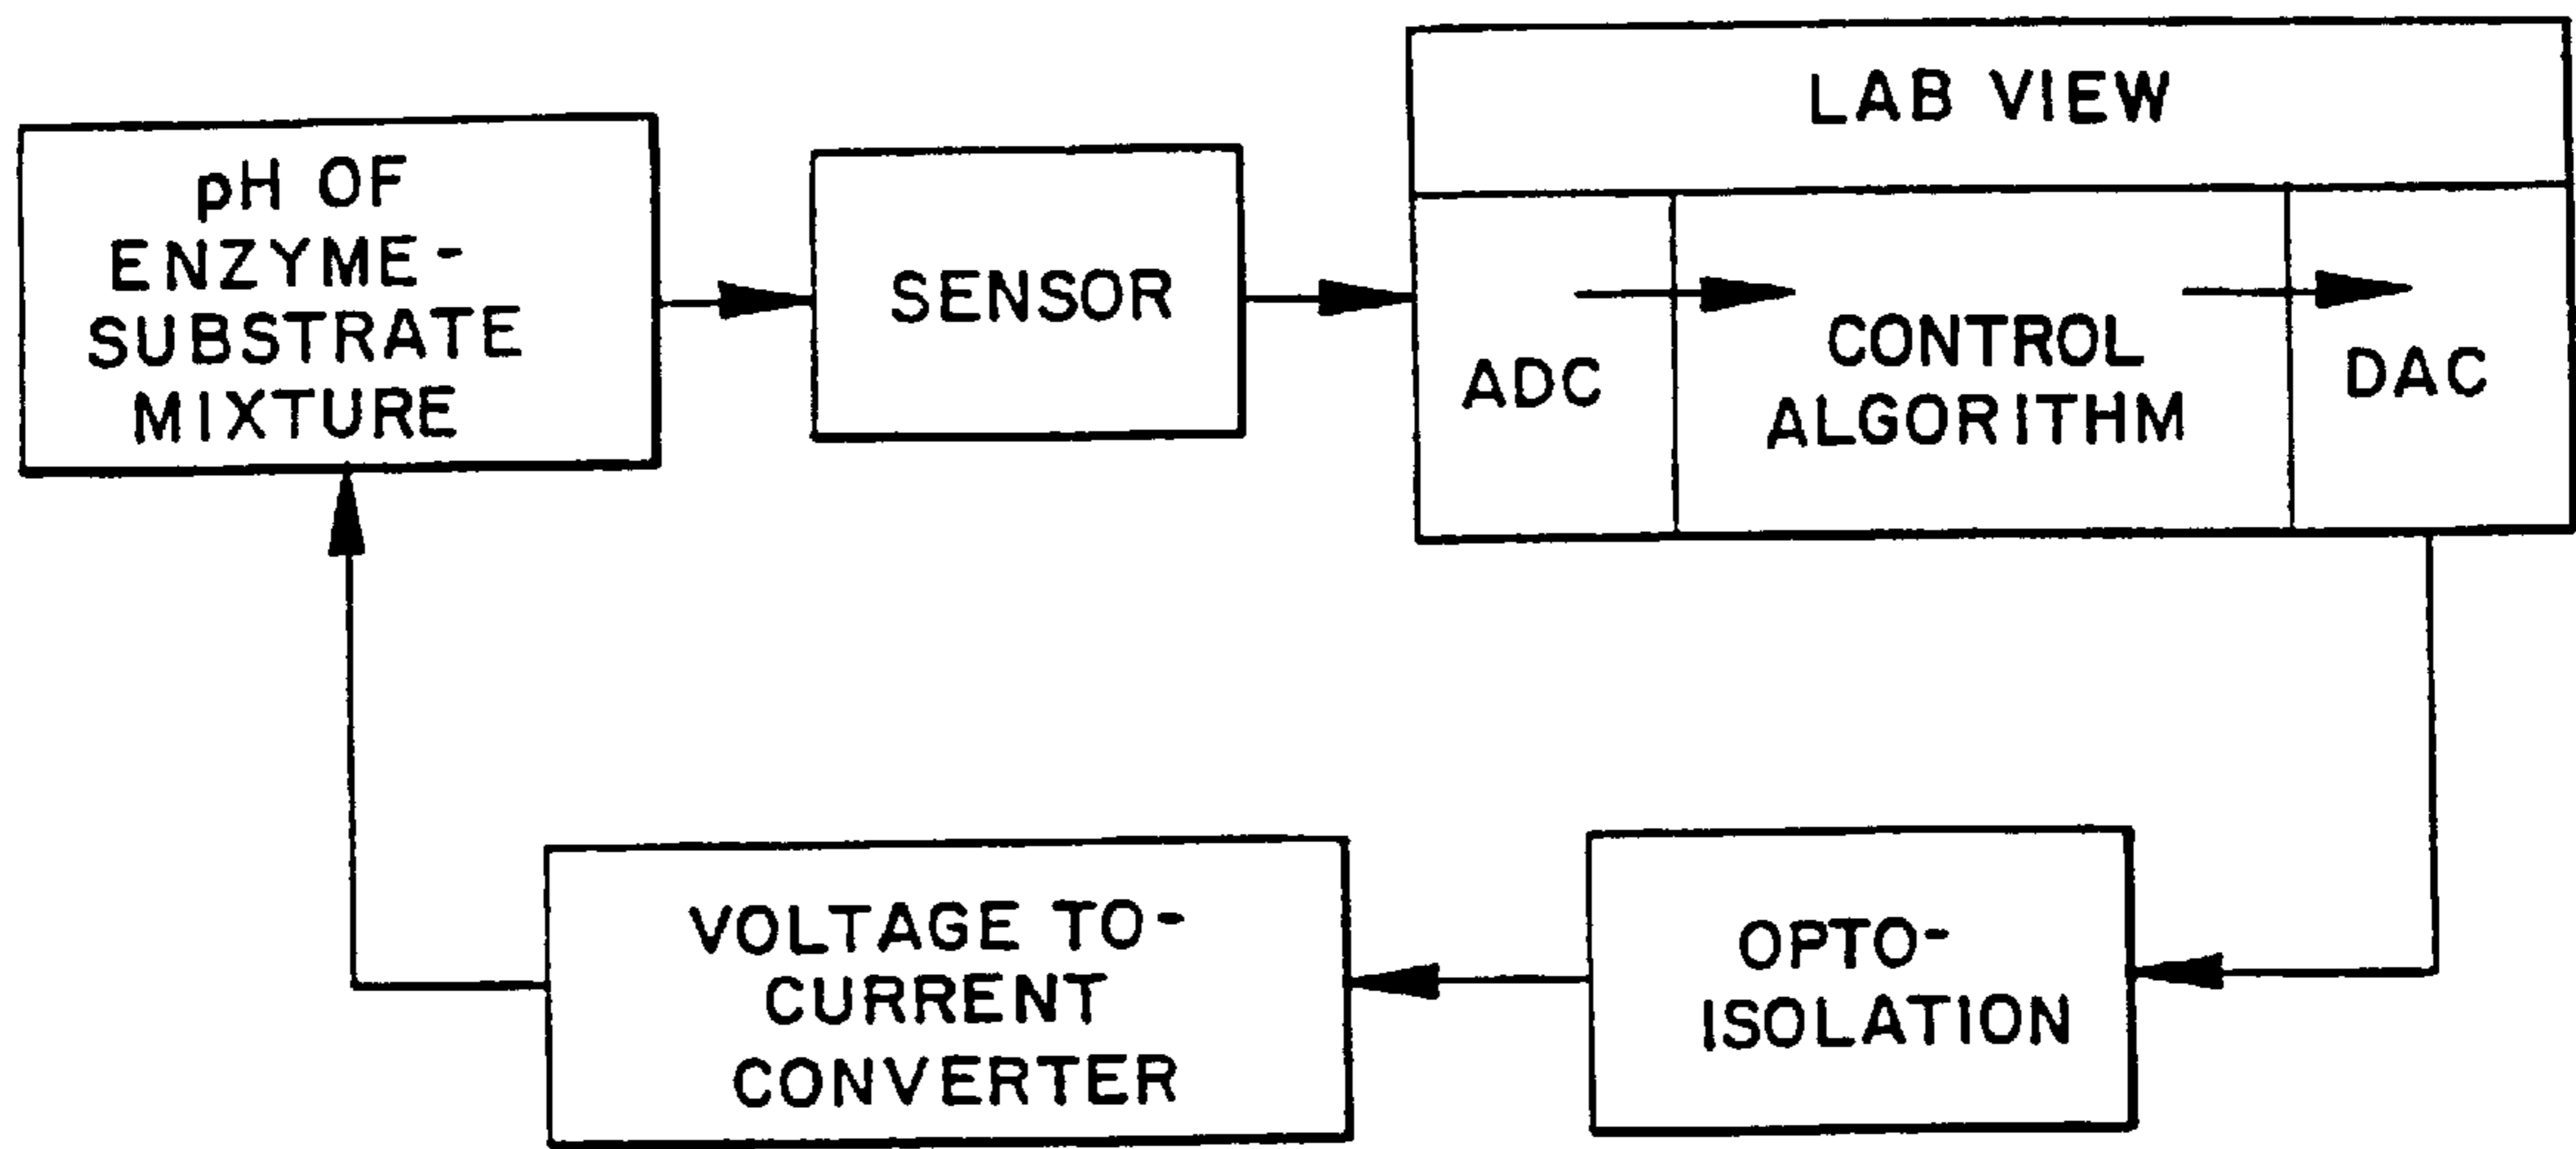 pH OF
ENZYME-
SUBSTRATE
MIXTURE
SENSOR
LAB VIEW
ADC
CONTROL
ALGORITHM
DAC
VOLTAGE TO-
CURRENT
CONVERTER
OPTO-
ISOLATION